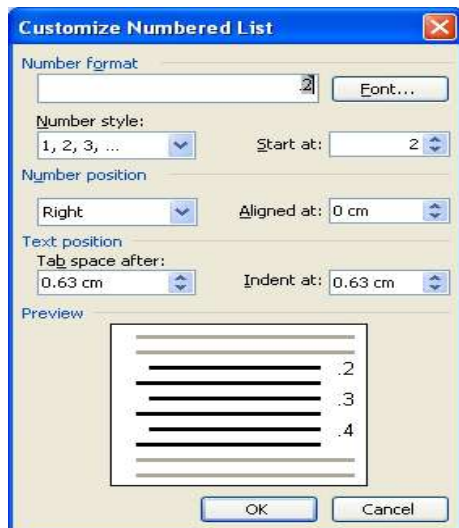 Customize Numbered List
Number format
.2 Font...
Number style:
1, 2, 3, ... Start at: 2
Number position
Right Aligned at: 0 cm
Text position
Tab space after:
0.63 cm Indent at: 0.63 cm
Preview
.2
.3
.4
OK Cancel